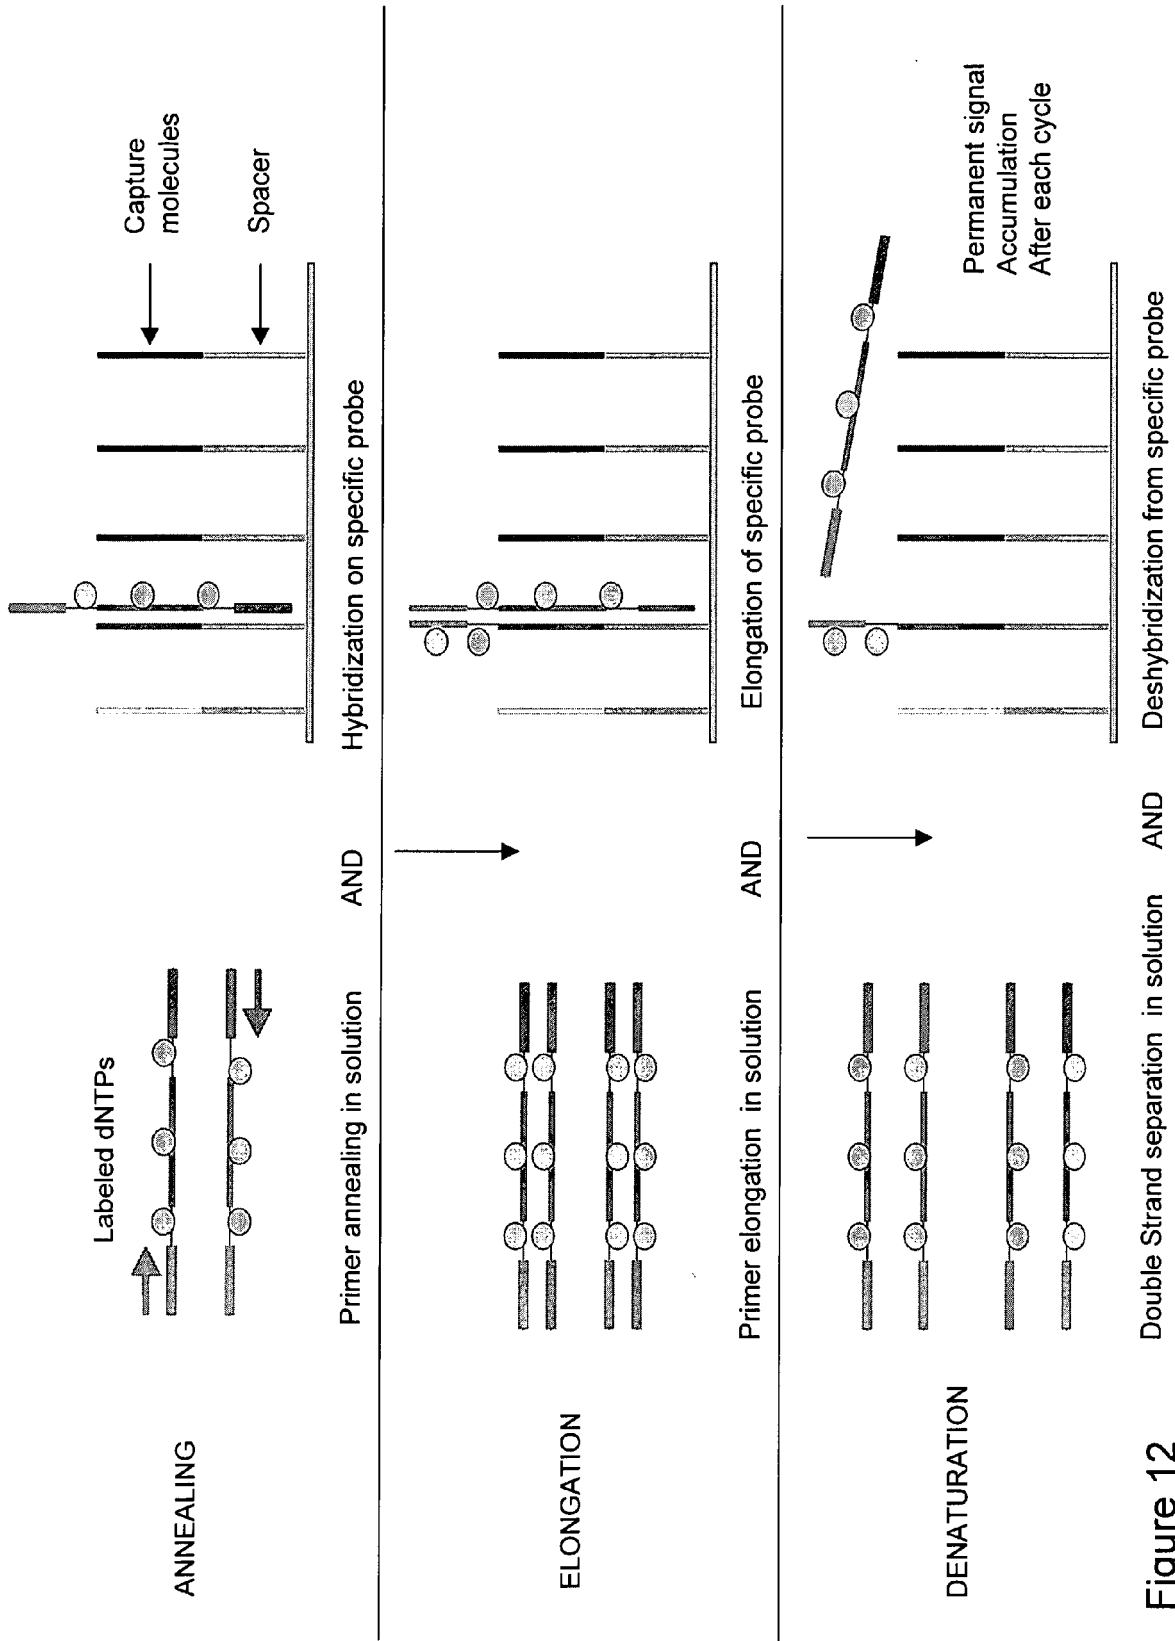 ANNEALING
Labeled dNTPs
Capture
molecules
Spacer
Primer annealing in solution AND Hybridization on specific probe
ELONGATION
Primer elongation in solution AND Elongation of specific probe
DENATURATION
Permanent signal
Accumulation
After each cycle
Double Strand separation in solution AND Deshybridization from specific probe
Figure 12